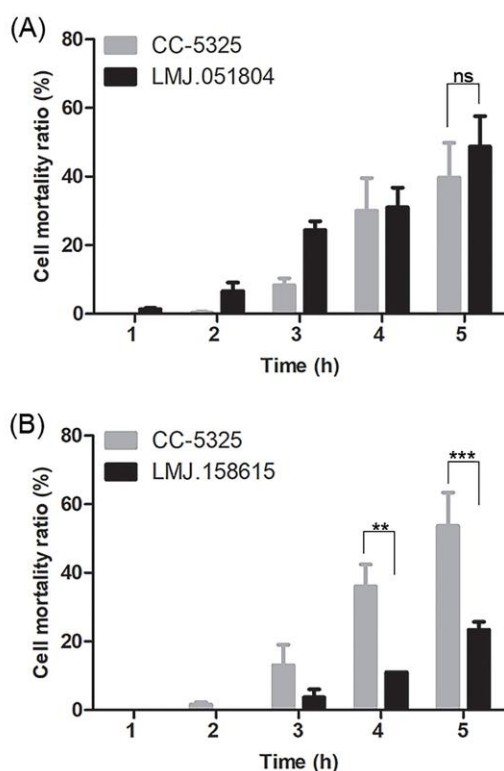 (A)
80
60
40
20
0
Cell mortality ratio (%)
CC-5325
LMJ.051804
ns
1 2 3 4 5
Time (h)
(B)
80
60
40
20
0
Cell mortality ratio (%)
CC-5325
LMJ.158615
**
***
1 2 3 4 5
Time (h)